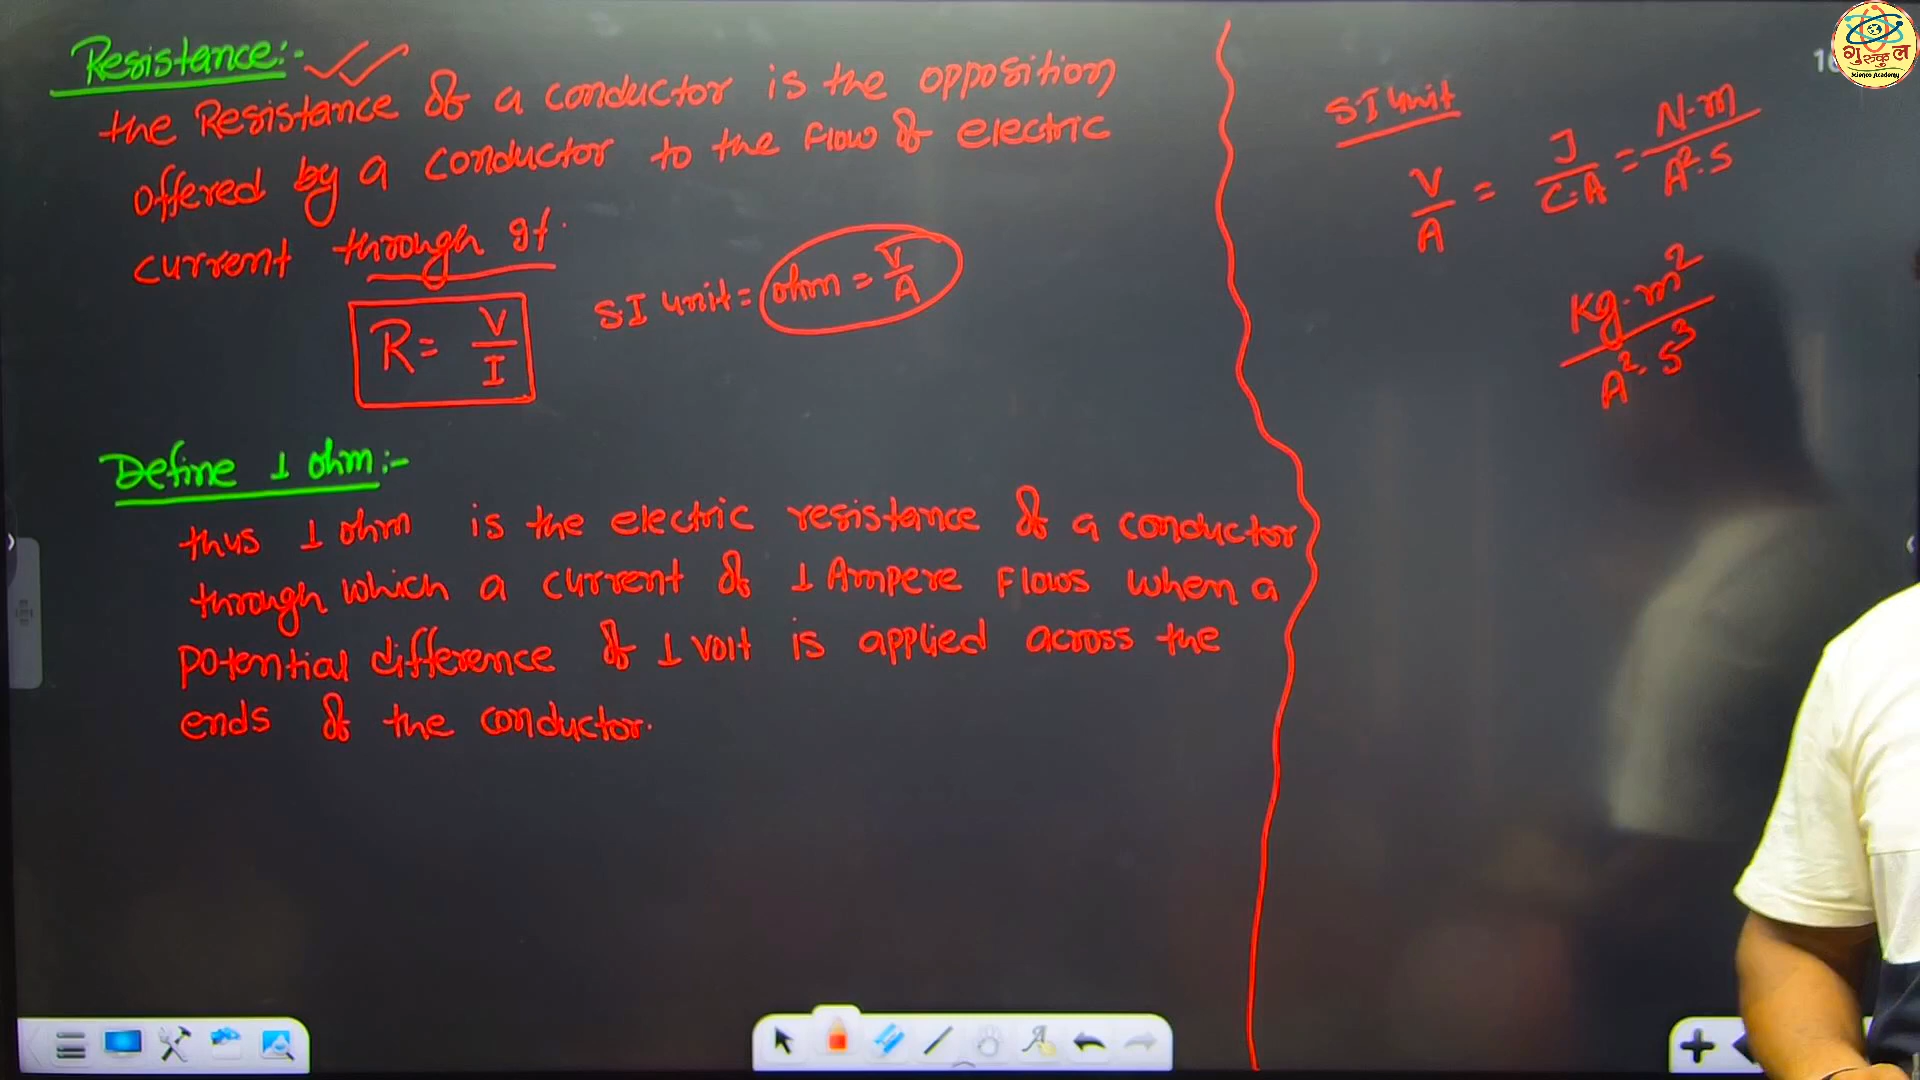 Resistance:-
the Resistance of a conductor is the opposition
offered by a conductor to the flow of electric
current through it.
R = V/I
S.I unit = ohm = V/A
Define 1 ohm:-
thus 1 ohm is the electric resistance of a conductor
through which a current of 1 Ampere flows when a
potential difference of 1 volt is applied across the
ends of the conductor.
S.I unit
V/A = J/C·A = N·m/A²·s
Kg·m²/A²·s³
गुरुकुल
Science Academy